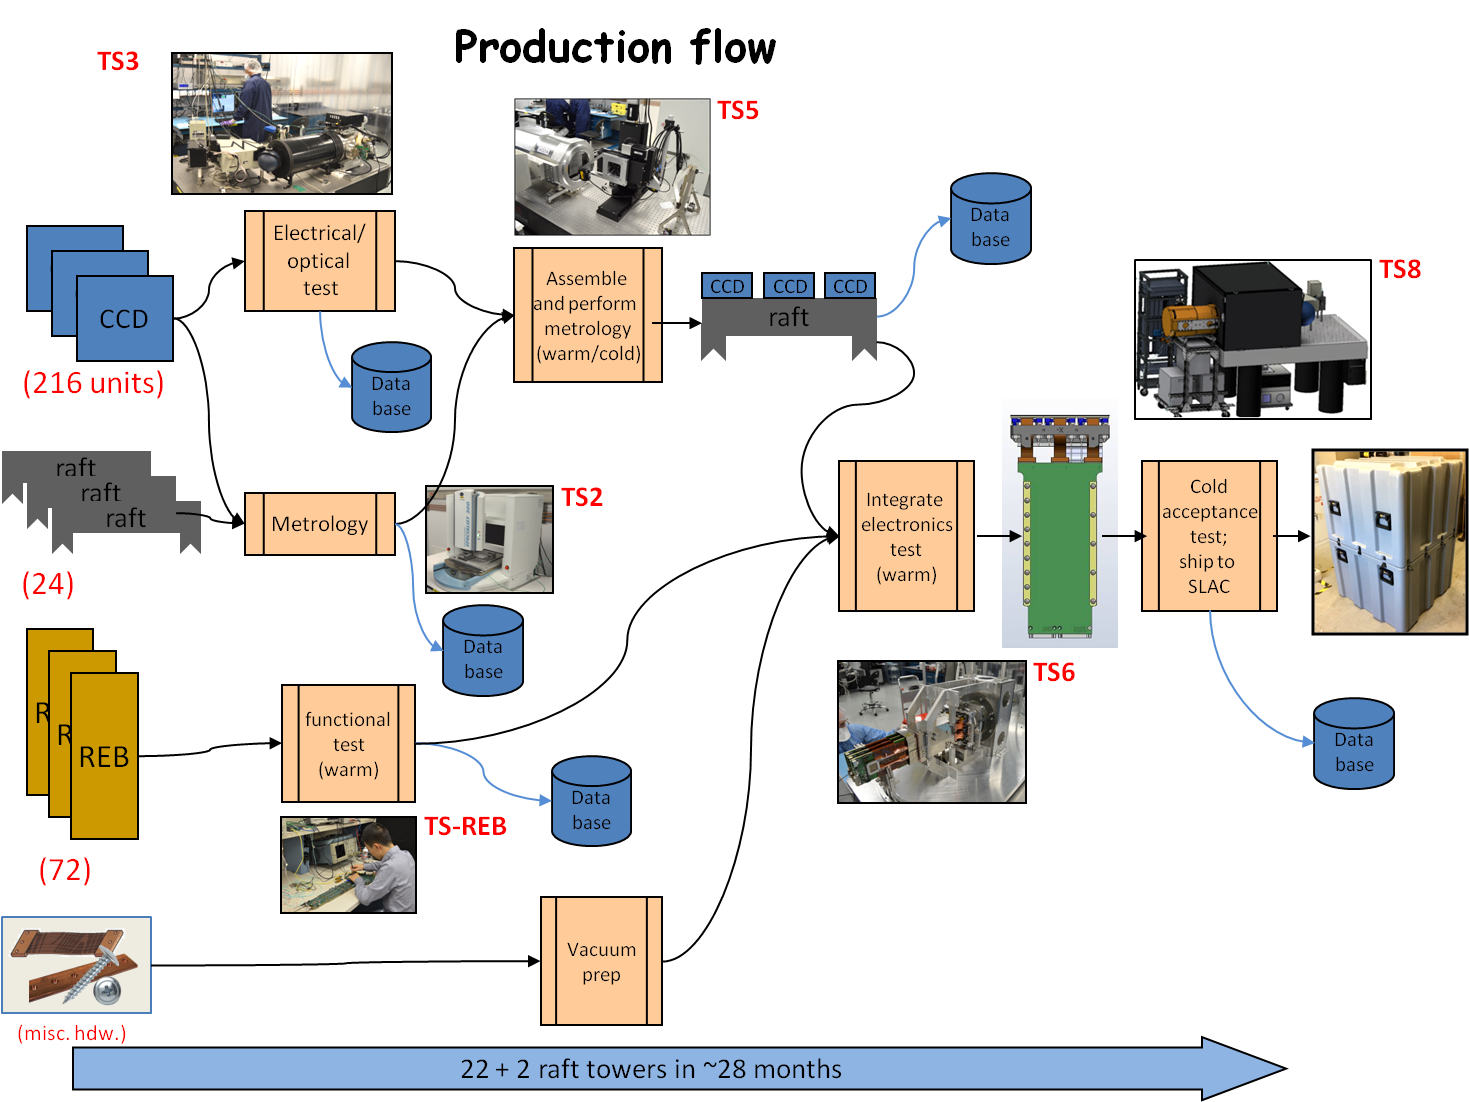 Production flow
TS3
TS5
Electrical/
optical
test
Data
base
CCD
(216 units)
Assemble
and perform
metrology
(warm/cold)
CCD
CCD
CCD
raft
Data
base
TS8
raft
raft
raft
(24)
Metrology
TS2
Data
base
Integrate
electronics
test
(warm)
Cold
acceptance
test;
ship to
SLAC
TS6
Data
base
R
R
REB
(72)
functional
test
(warm)
TS-REB
Data
base
Vacuum
prep
(misc. hdw.)
22 + 2 raft towers in ~28 months